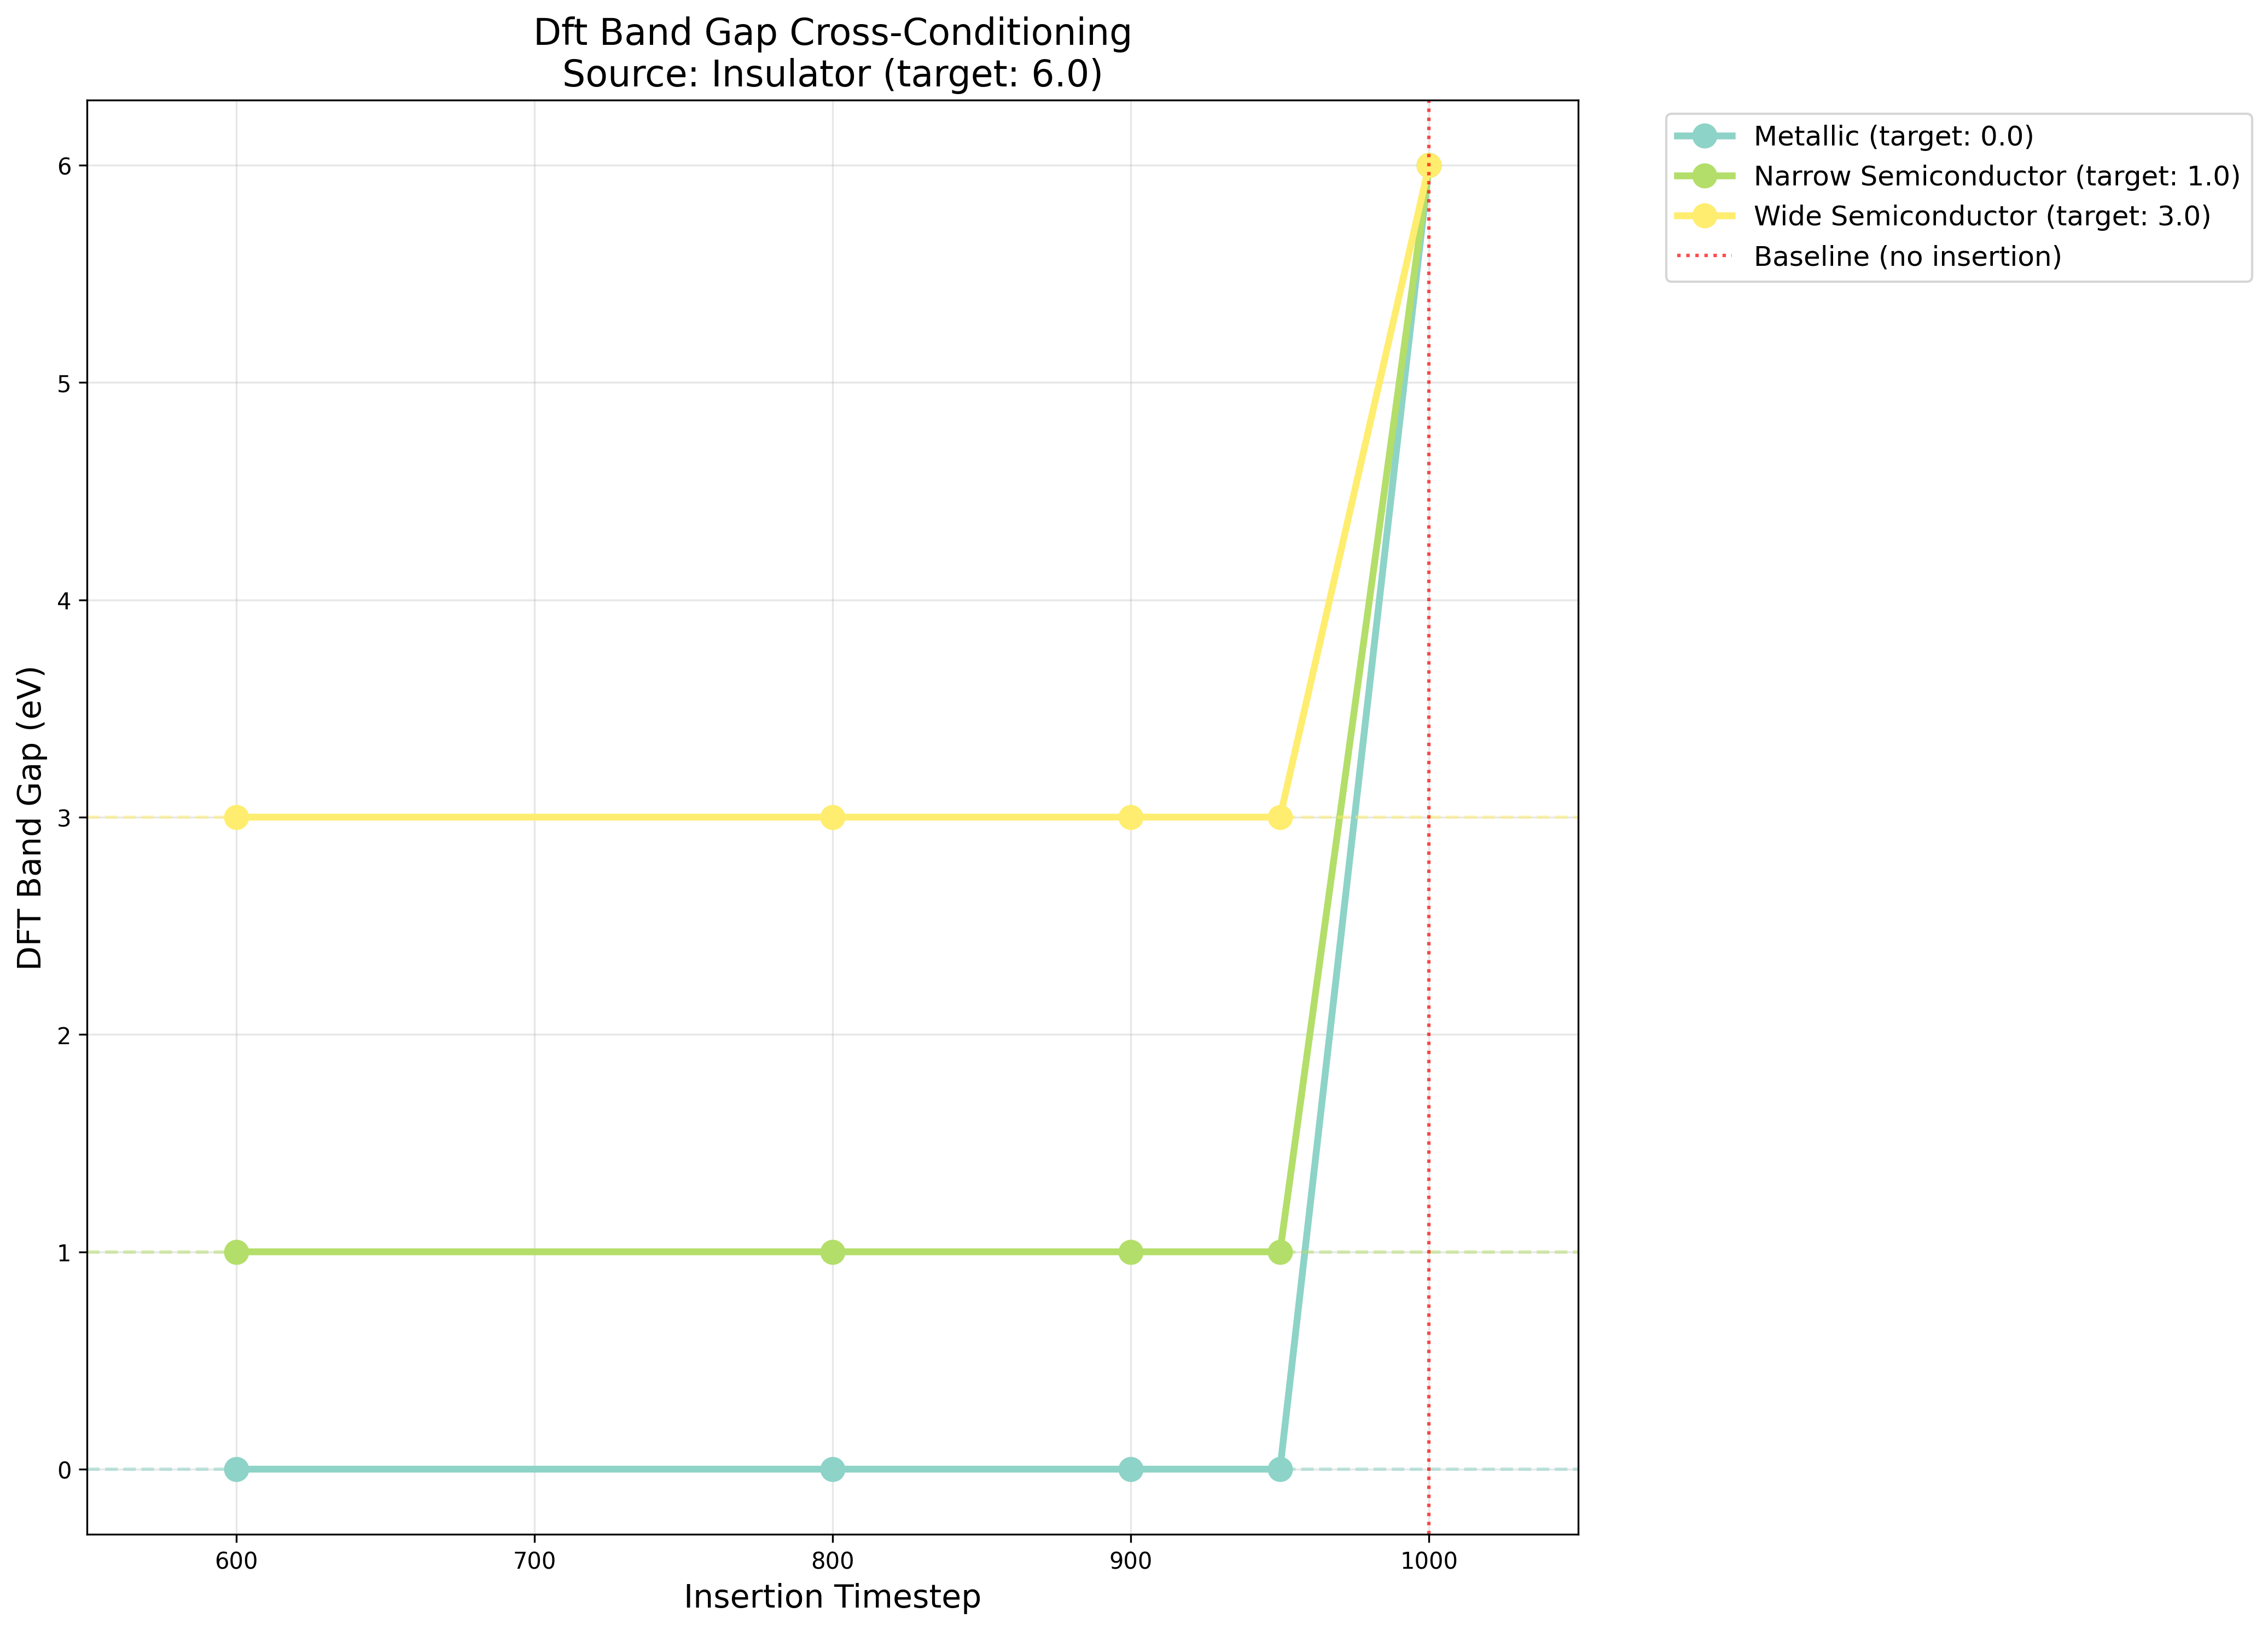 Dft Band Gap Cross-Conditioning
Source: Insulator (target: 6.0)
Metallic (target: 0.0)
Narrow Semiconductor (target: 1.0)
Wide Semiconductor (target: 3.0)
Baseline (no insertion)
DFT Band Gap (eV)
6
5
4
3
2
1
0
600
700
800
900
1000
Insertion Timestep